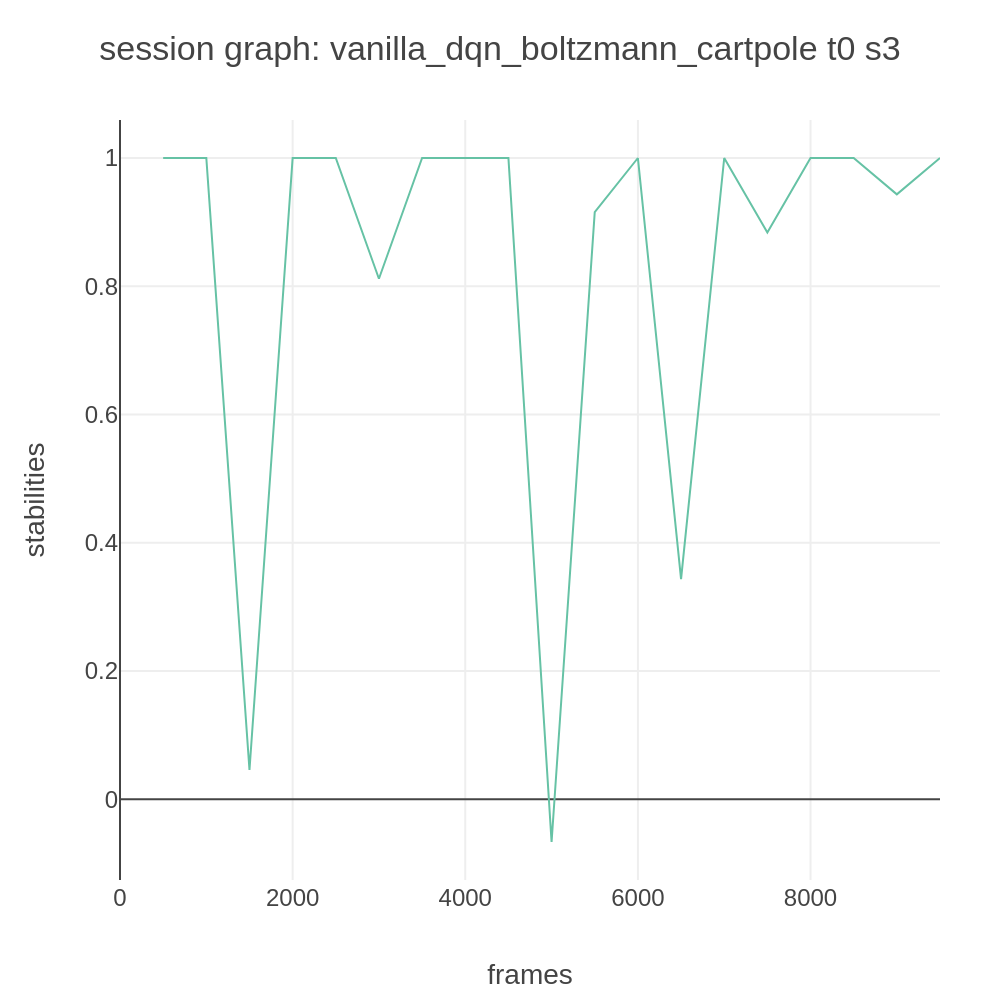 session graph: vanilla_dqn_boltzmann_cartpole t0 s3
1
0.8
0.6
0.4
0.2
0
stabilities
0 2000 4000 6000 8000
frames